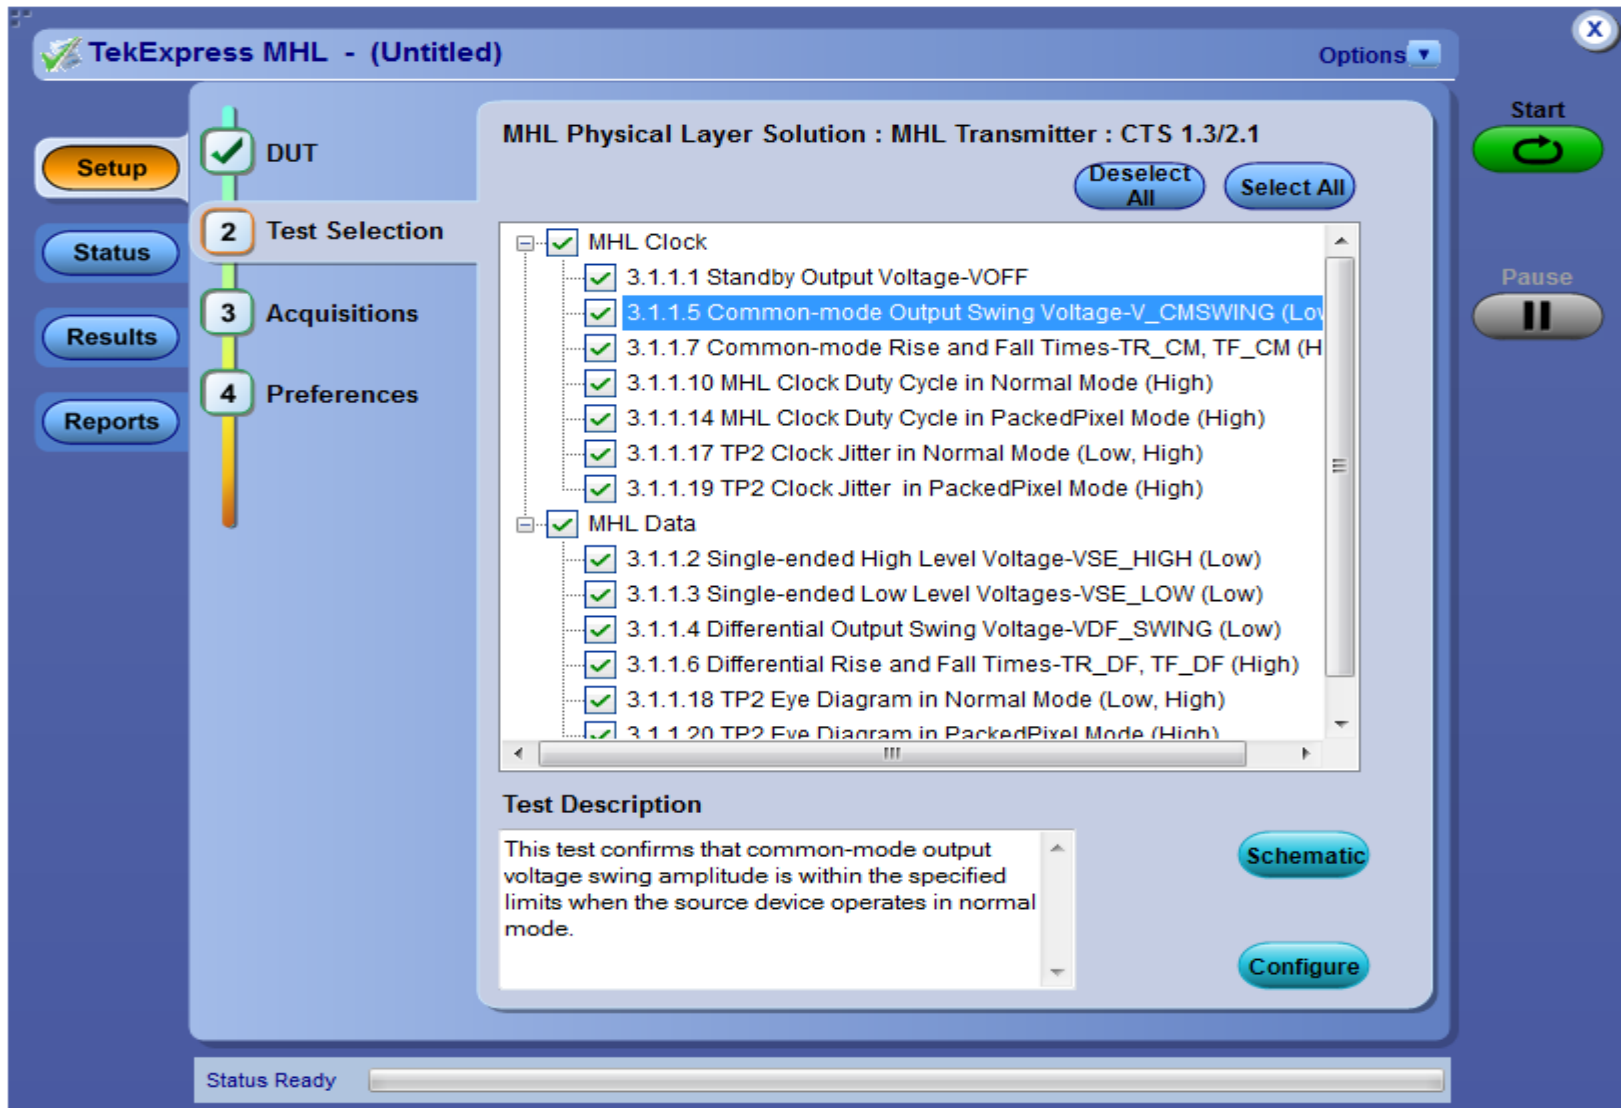 TekExpress MHL - (Untitled)
Options
X
Start
Pause
Setup
Status
Results
Reports
DUT
2 Test Selection
3 Acquisitions
4 Preferences
MHL Physical Layer Solution : MHL Transmitter : CTS 1.3/2.1
Deselect
All
Select All
MHL Clock
3.1.1.1 Standby Output Voltage-VOFF
3.1.1.5 Common-mode Output Swing Voltage-V_CMSWING (Lo
3.1.1.7 Common-mode Rise and Fall Times-TR_CM, TF_CM (H
3.1.1.10 MHL Clock Duty Cycle in Normal Mode (High)
3.1.1.14 MHL Clock Duty Cycle in PackedPixel Mode (High)
3.1.1.17 TP2 Clock Jitter in Normal Mode (Low, High)
3.1.1.19 TP2 Clock Jitter in PackedPixel Mode (High)
MHL Data
3.1.1.2 Single-ended High Level Voltage-VSE_HIGH (Low)
3.1.1.3 Single-ended Low Level Voltages-VSE_LOW (Low)
3.1.1.4 Differential Output Swing Voltage-VDF_SWING (Low)
3.1.1.6 Differential Rise and Fall Times-TR_DF, TF_DF (High)
3.1.1.18 TP2 Eye Diagram in Normal Mode (Low, High)
3.1.1.20 TP2 Eye Diagram in PackedPixel Mode (High)
Test Description
This test confirms that common-mode output
voltage swing amplitude is within the specified
limits when the source device operates in normal
mode.
Schematic
Configure
Status Ready